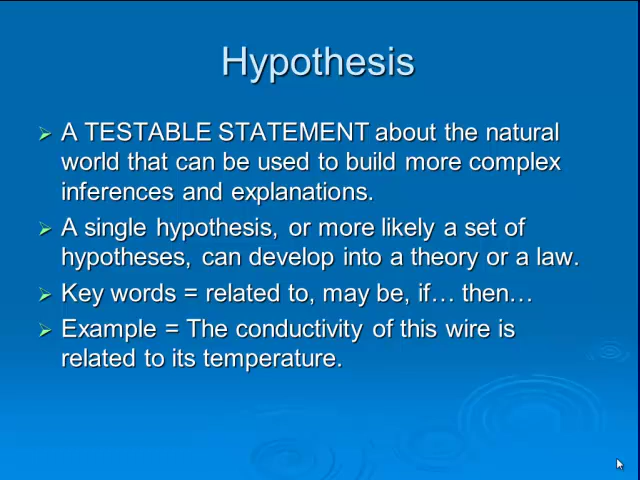 Hypothesis
A TESTABLE STATEMENT about the natural
world that can be used to build more complex
inferences and explanations.
A single hypothesis, or more likely a set of
hypotheses, can develop into a theory or a law.
Key words = related to, may be, if… then…
Example = The conductivity of this wire is
related to its temperature.